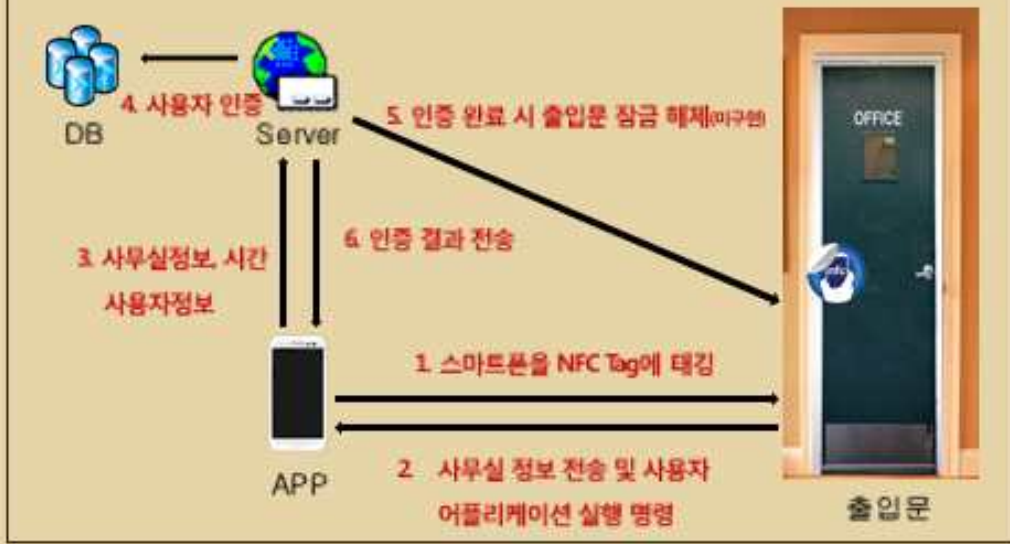 4. 사용자 인증
DB
Server
5. 인증 완료 시 출입문 잠금 해제(미구현)
OFFICE
3. 사무실정보, 시간
사용자정보
6. 인증 결과 전송
nfc
1. 스마트폰을 NFC Tag에 태깅
APP
2 사무실 정보 전송 및 사용자
어플리케이션 실행 명령
출입문